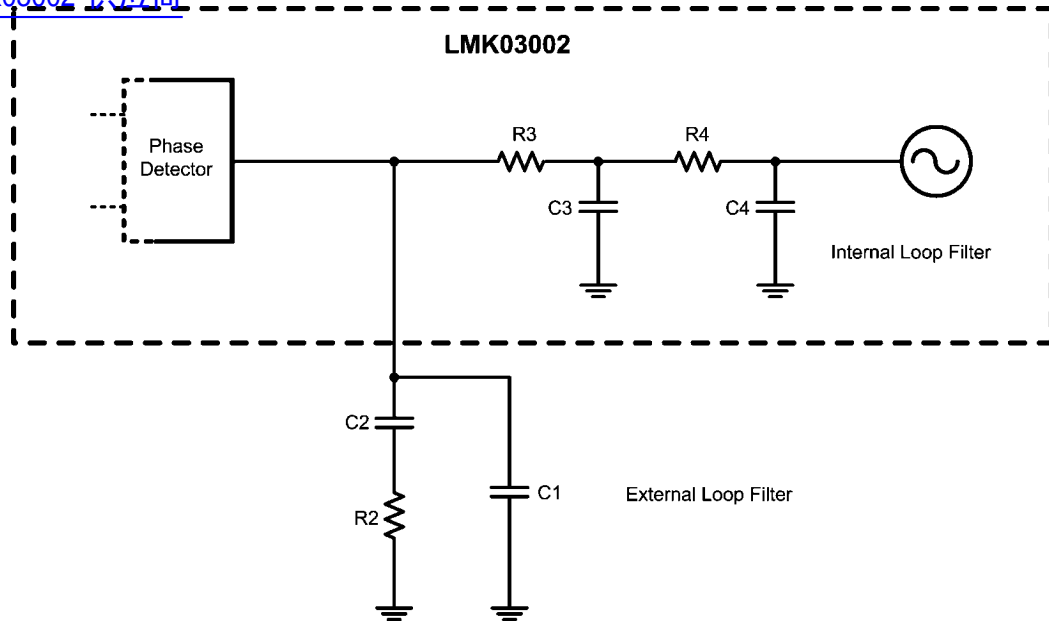 LMK03002
Phase
Detector
R3
R4
C3
C4
Internal Loop Filter
C2
C1
R2
External Loop Filter